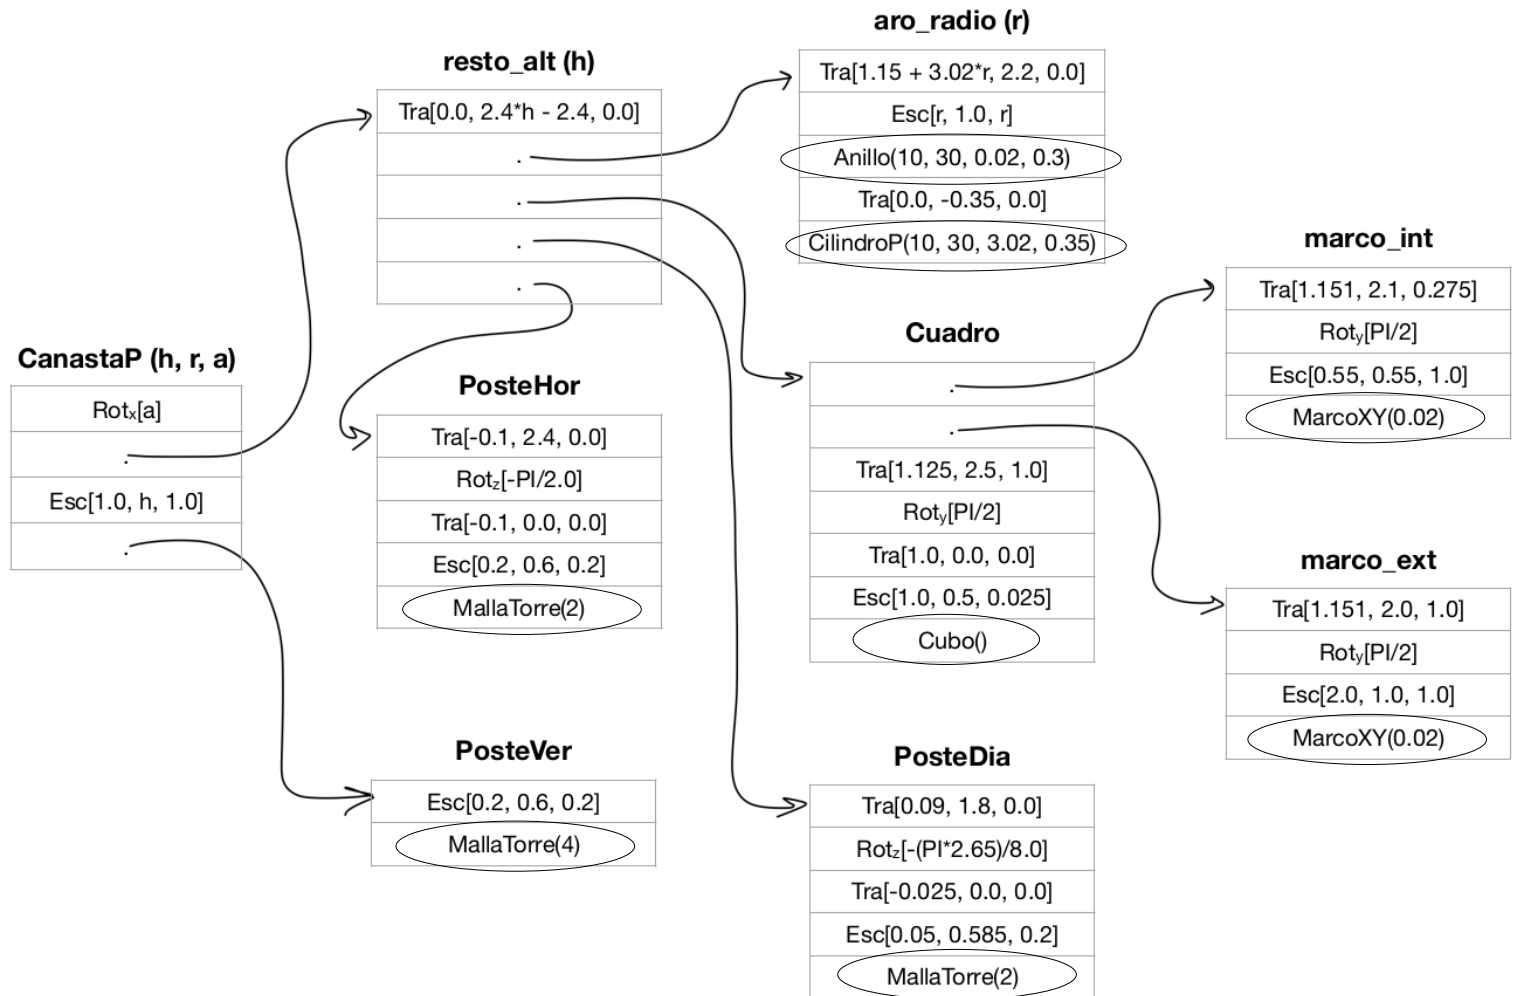 CanastaP (h, r, a)
Rotₓ[a]
.
Esc[1.0, h, 1.0]
.
resto_alt (h)
Tra[0.0, 2.4*h - 2.4, 0.0]
.
.
.
.
PosteHor
Tra[-0.1, 2.4, 0.0]
Rot_z[-PI/2.0]
Tra[-0.1, 0.0, 0.0]
Esc[0.2, 0.6, 0.2]
MallaTorre(2)
PosteVer
Esc[0.2, 0.6, 0.2]
MallaTorre(4)
aro_radio (r)
Tra[1.15 + 3.02*r, 2.2, 0.0]
Esc[r, 1.0, r]
Anillo(10, 30, 0.02, 0.3)
Tra[0.0, -0.35, 0.0]
CilindroP(10, 30, 3.02, 0.35)
Cuadro
.
.
Tra[1.125, 2.5, 1.0]
Rot_y[PI/2]
Tra[1.0, 0.0, 0.0]
Esc[1.0, 0.5, 0.025]
Cubo()
PosteDia
Tra[0.09, 1.8, 0.0]
Rot_z[-(PI*2.65)/8.0]
Tra[-0.025, 0.0, 0.0]
Esc[0.05, 0.585, 0.2]
MallaTorre(2)
marco_int
Tra[1.151, 2.1, 0.275]
Rot_y[PI/2]
Esc[0.55, 0.55, 1.0]
MarcoXY(0.02)
marco_ext
Tra[1.151, 2.0, 1.0]
Rot_y[PI/2]
Esc[2.0, 1.0, 1.0]
MarcoXY(0.02)